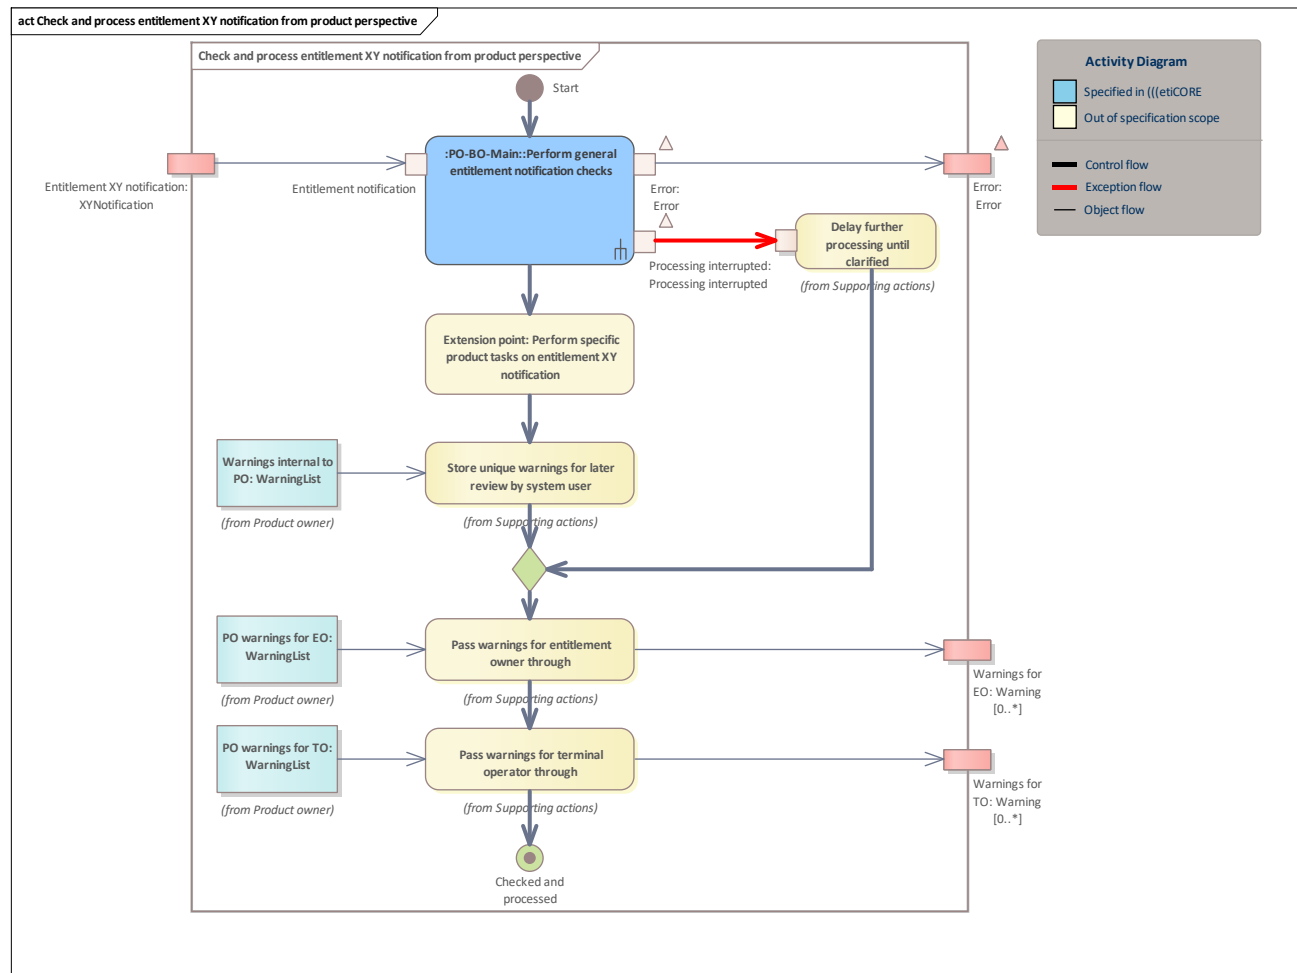 act Check and process entitlement XY notification from product perspective
Check and process entitlement XY notification from product perspective
Start
Activity Diagram
Specified in (((etiCORE
Out of specification scope
Control flow
Exception flow
Object flow
:PO-BO-Main::Perform general
entitlement notification checks
Entitlement XY notification:
XYNotification
Entitlement notification
Error:
Error
Error:
Error
Delay further
processing until
clarified
(from Supporting actions)
Processing interrupted:
Processing interrupted
Extension point: Perform specific
product tasks on entitlement XY
notification
Warnings internal to
PO: WarningList
(from Product owner)
Store unique warnings for later
review by system user
(from Supporting actions)
PO warnings for EO:
WarningList
(from Product owner)
Pass warnings for entitlement
owner through
(from Supporting actions)
Warnings for
EO: Warning
[0..*]
PO warnings for TO:
WarningList
(from Product owner)
Pass warnings for terminal
operator through
(from Supporting actions)
Warnings for
TO: Warning
[0..*]
Checked and
processed